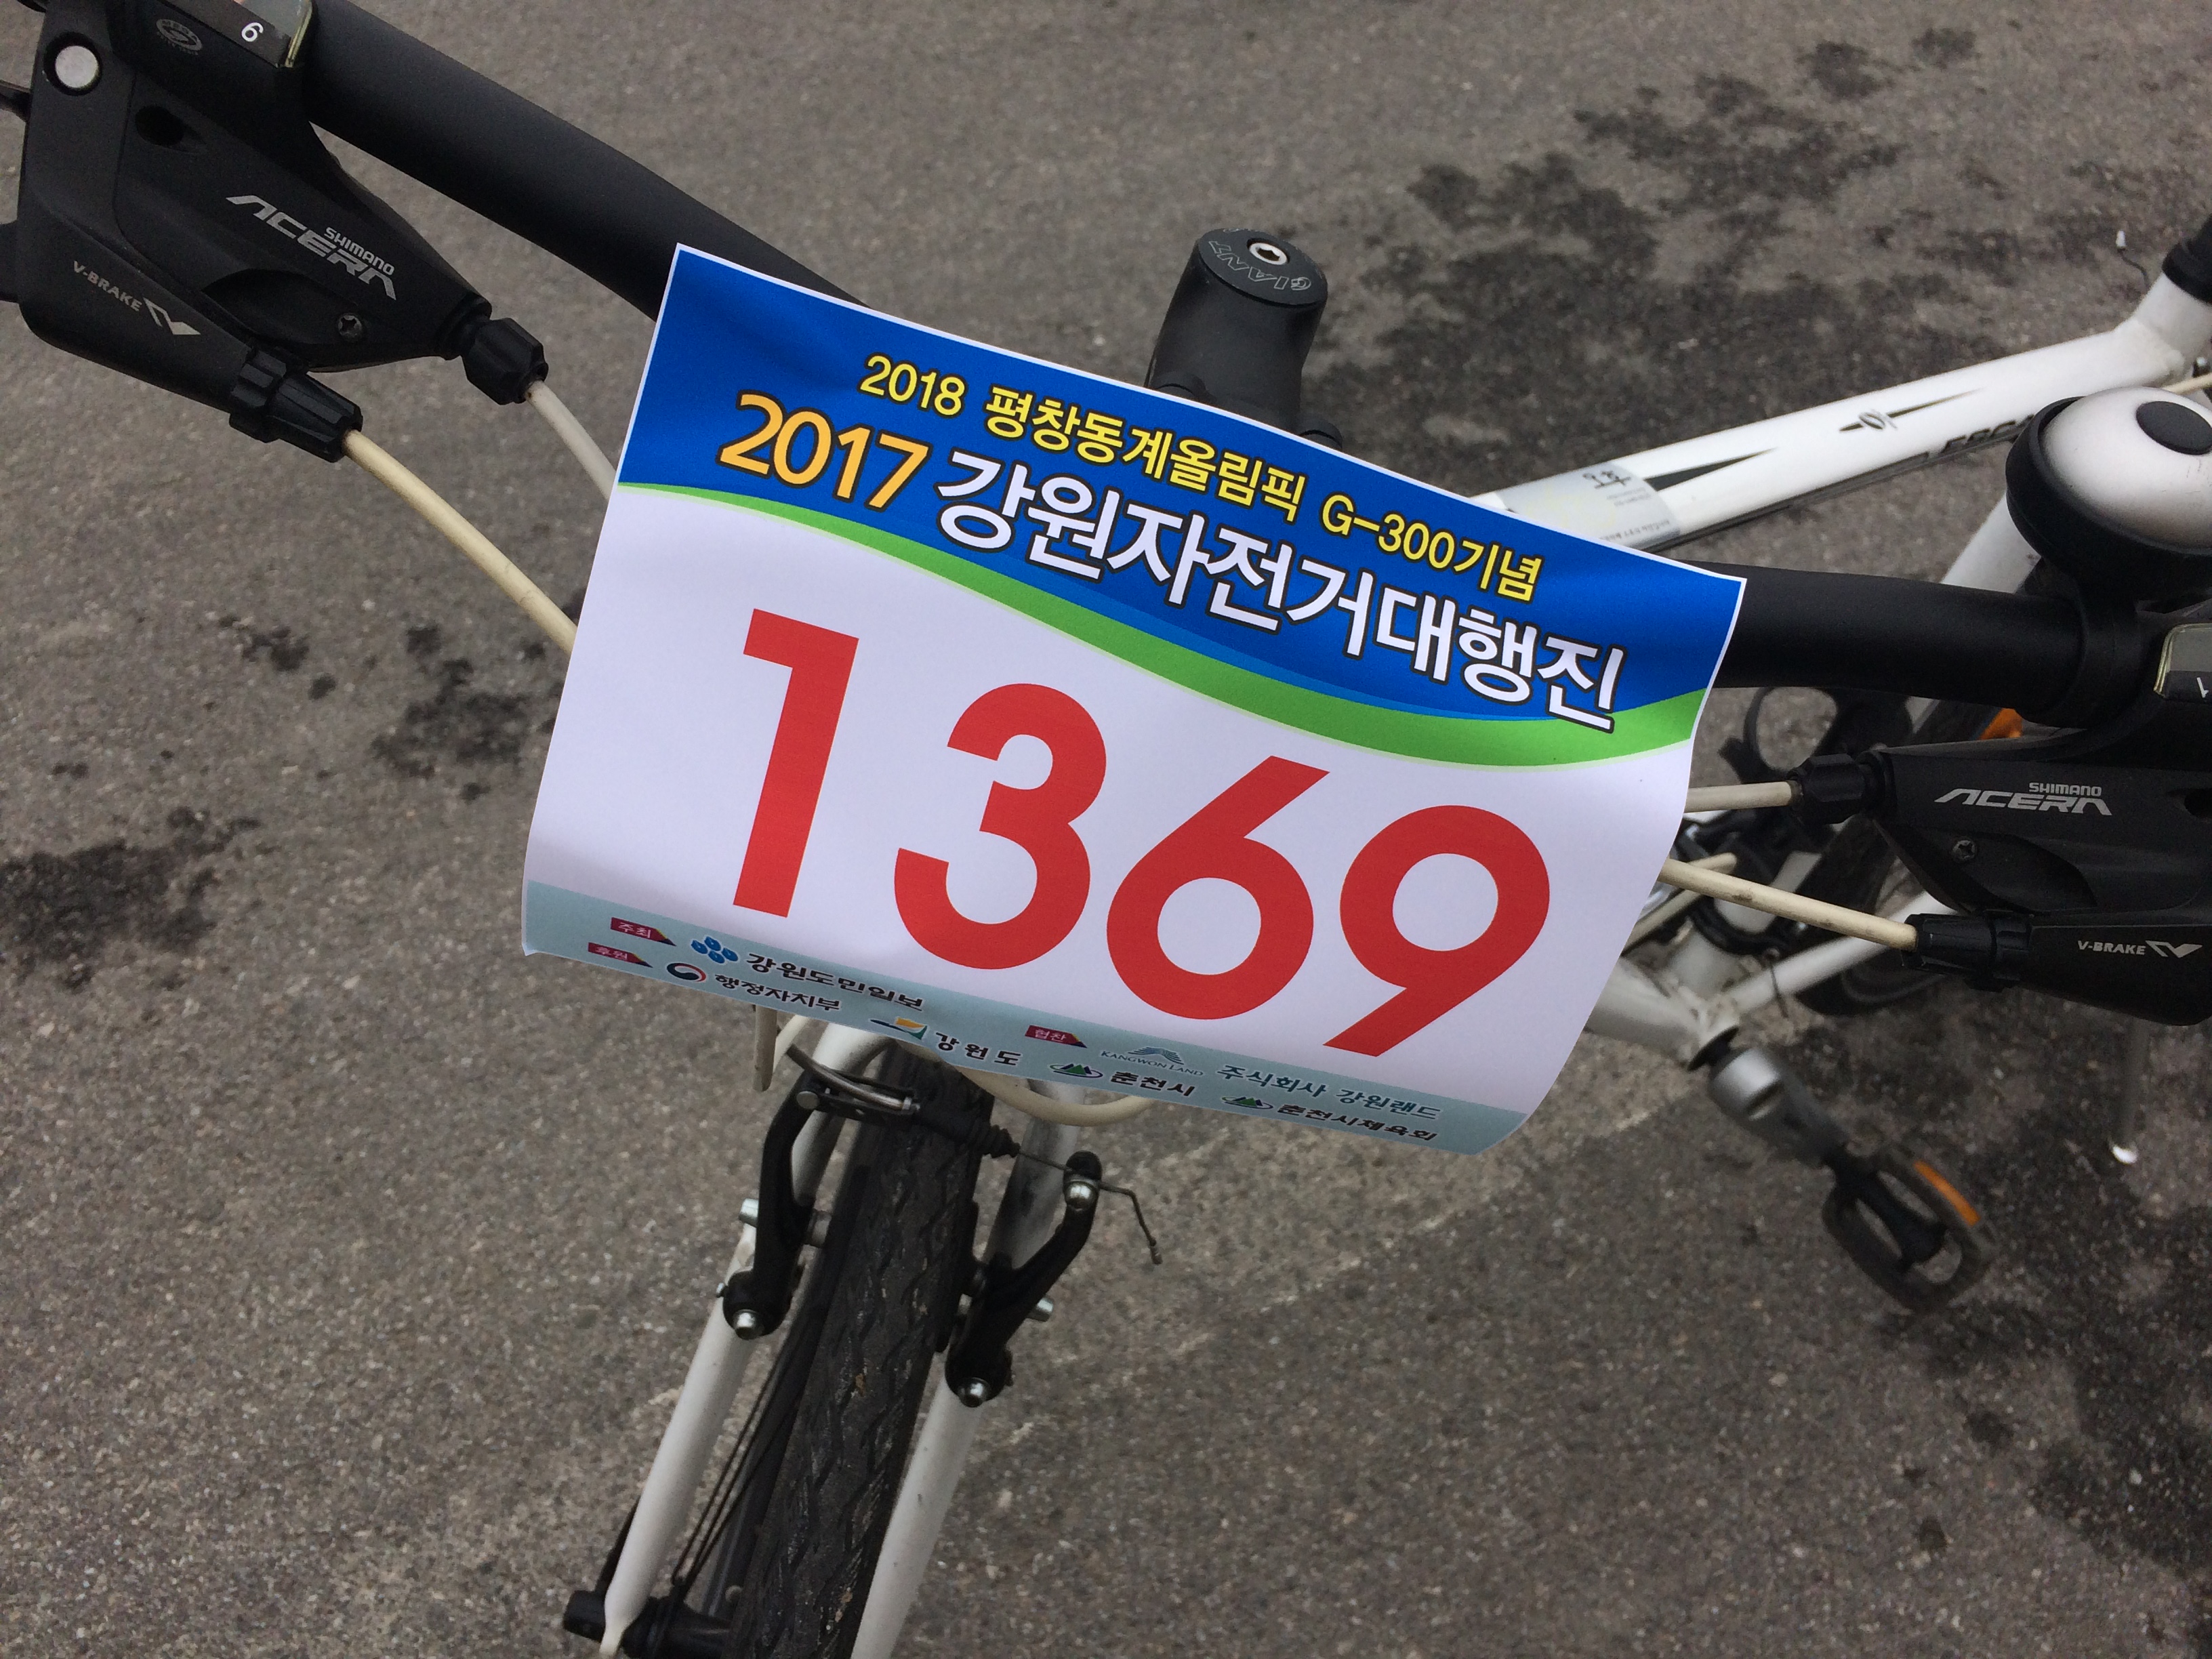 6
SHIMANO
ACERA
V-BRAKE
GIANT
2018 평창동계올림픽 G-300기념
2017 강원자전거대행진
1369
주최 강원도민일보
후원 행정자치부 강원도 춘천시 춘천시체육회
협찬 KANGWON LAND 주식회사 강원랜드
SHIMANO
ACERA
V-BRAKE